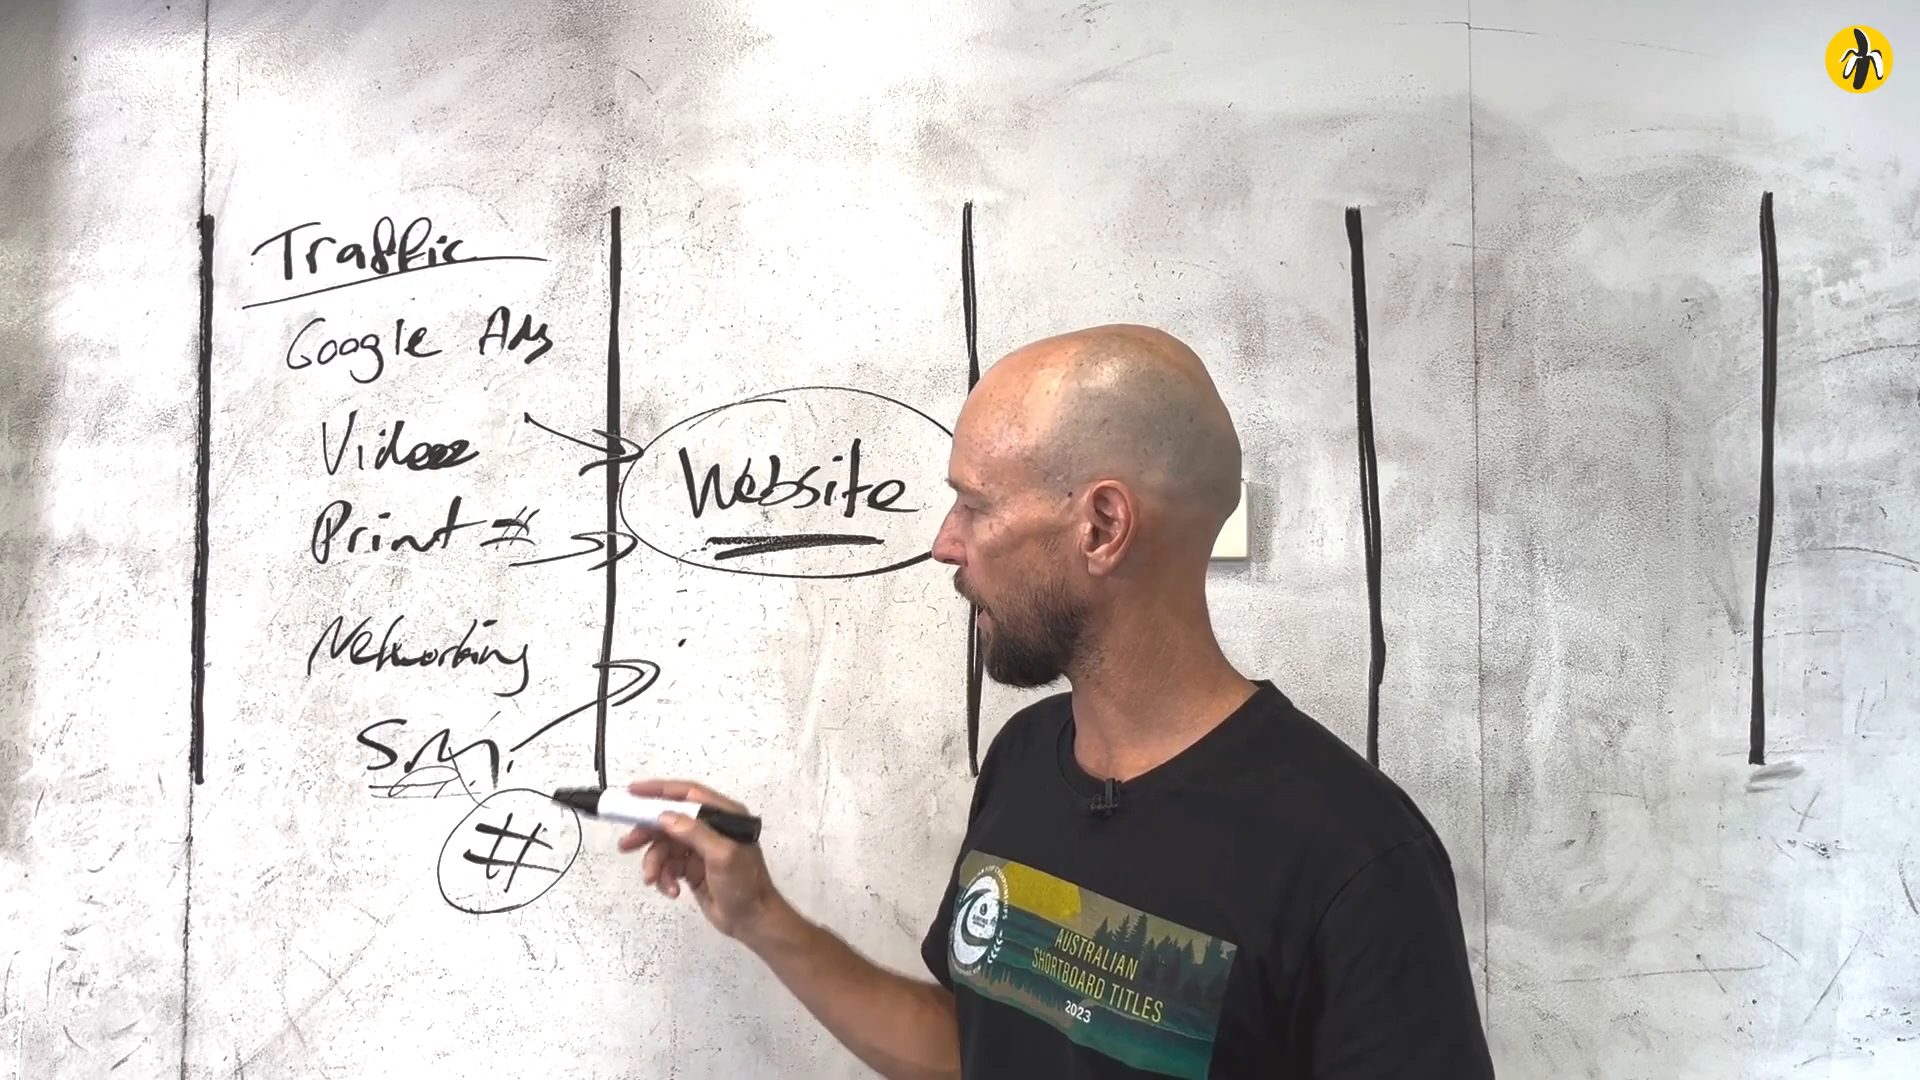 Traffic
Google Ads
Videos
Print #
Networking
S.M.
#
Website
AUSTRALIAN
SHORTBOARD TITLES
2023